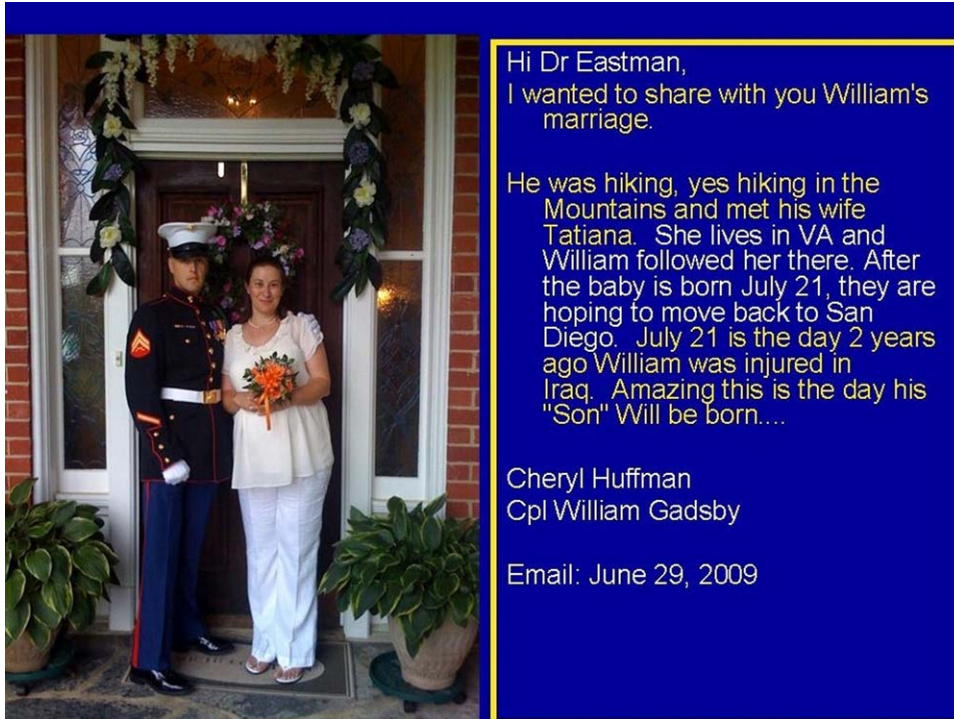 Hi Dr Eastman,
I wanted to share with you William's
marriage.
He was hiking, yes hiking in the
Mountains and met his wife
Tatiana.  She lives in VA and
William followed her there. After
the baby is born July 21, they are
hoping to move back to San
Diego.  July 21 is the day 2 years
ago William was injured in
Iraq.  Amazing this is the day his
"Son" Will be born....
Cheryl Huffman
Cpl William Gadsby
Email: June 29, 2009